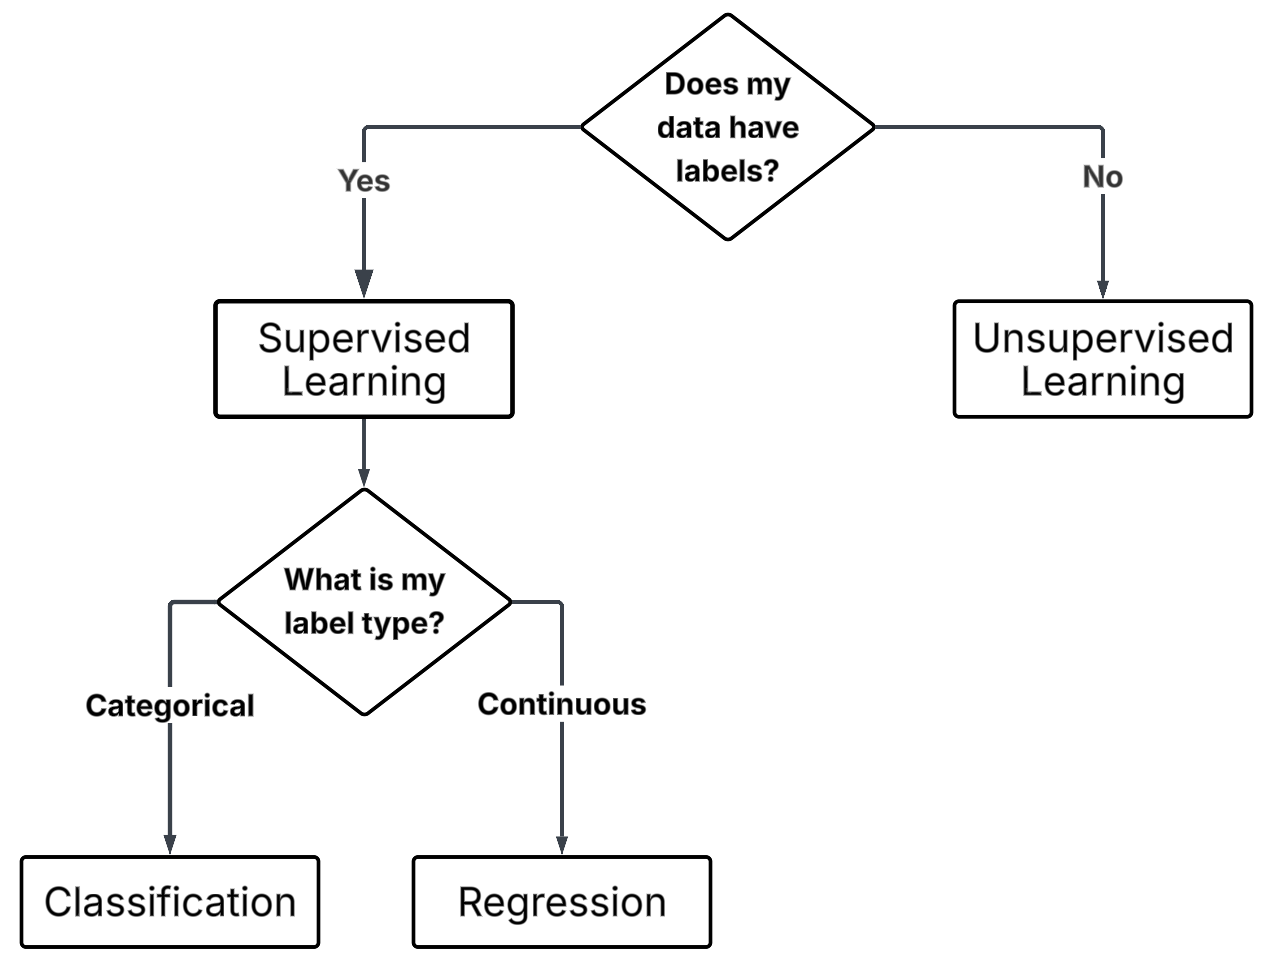 Does my
data have
labels?
Yes
No
Supervised
Learning
Unsupervised
Learning
What is my
label type?
Categorical
Continuous
Classification
Regression